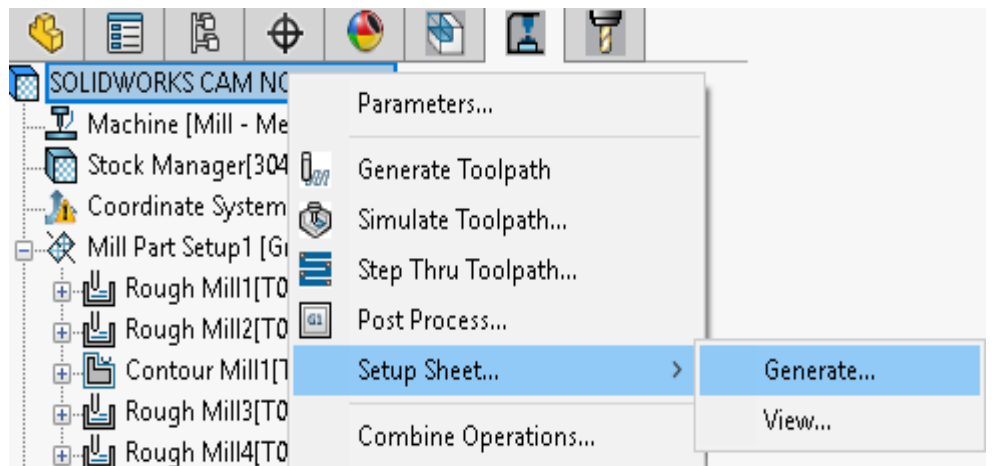 SOLIDWORKS CAM NC
Machine [Mill - Me
Stock Manager[304
Coordinate System
Mill Part Setup1 [Gr
Rough Mill1[T0
Rough Mill2[T0
Contour Mill1[T
Rough Mill3[T0
Rough Mill4[T0
Parameters...
Generate Toolpath
Simulate Toolpath...
Step Thru Toolpath...
G1
Post Process...
Setup Sheet...
Combine Operations...
Generate...
View...